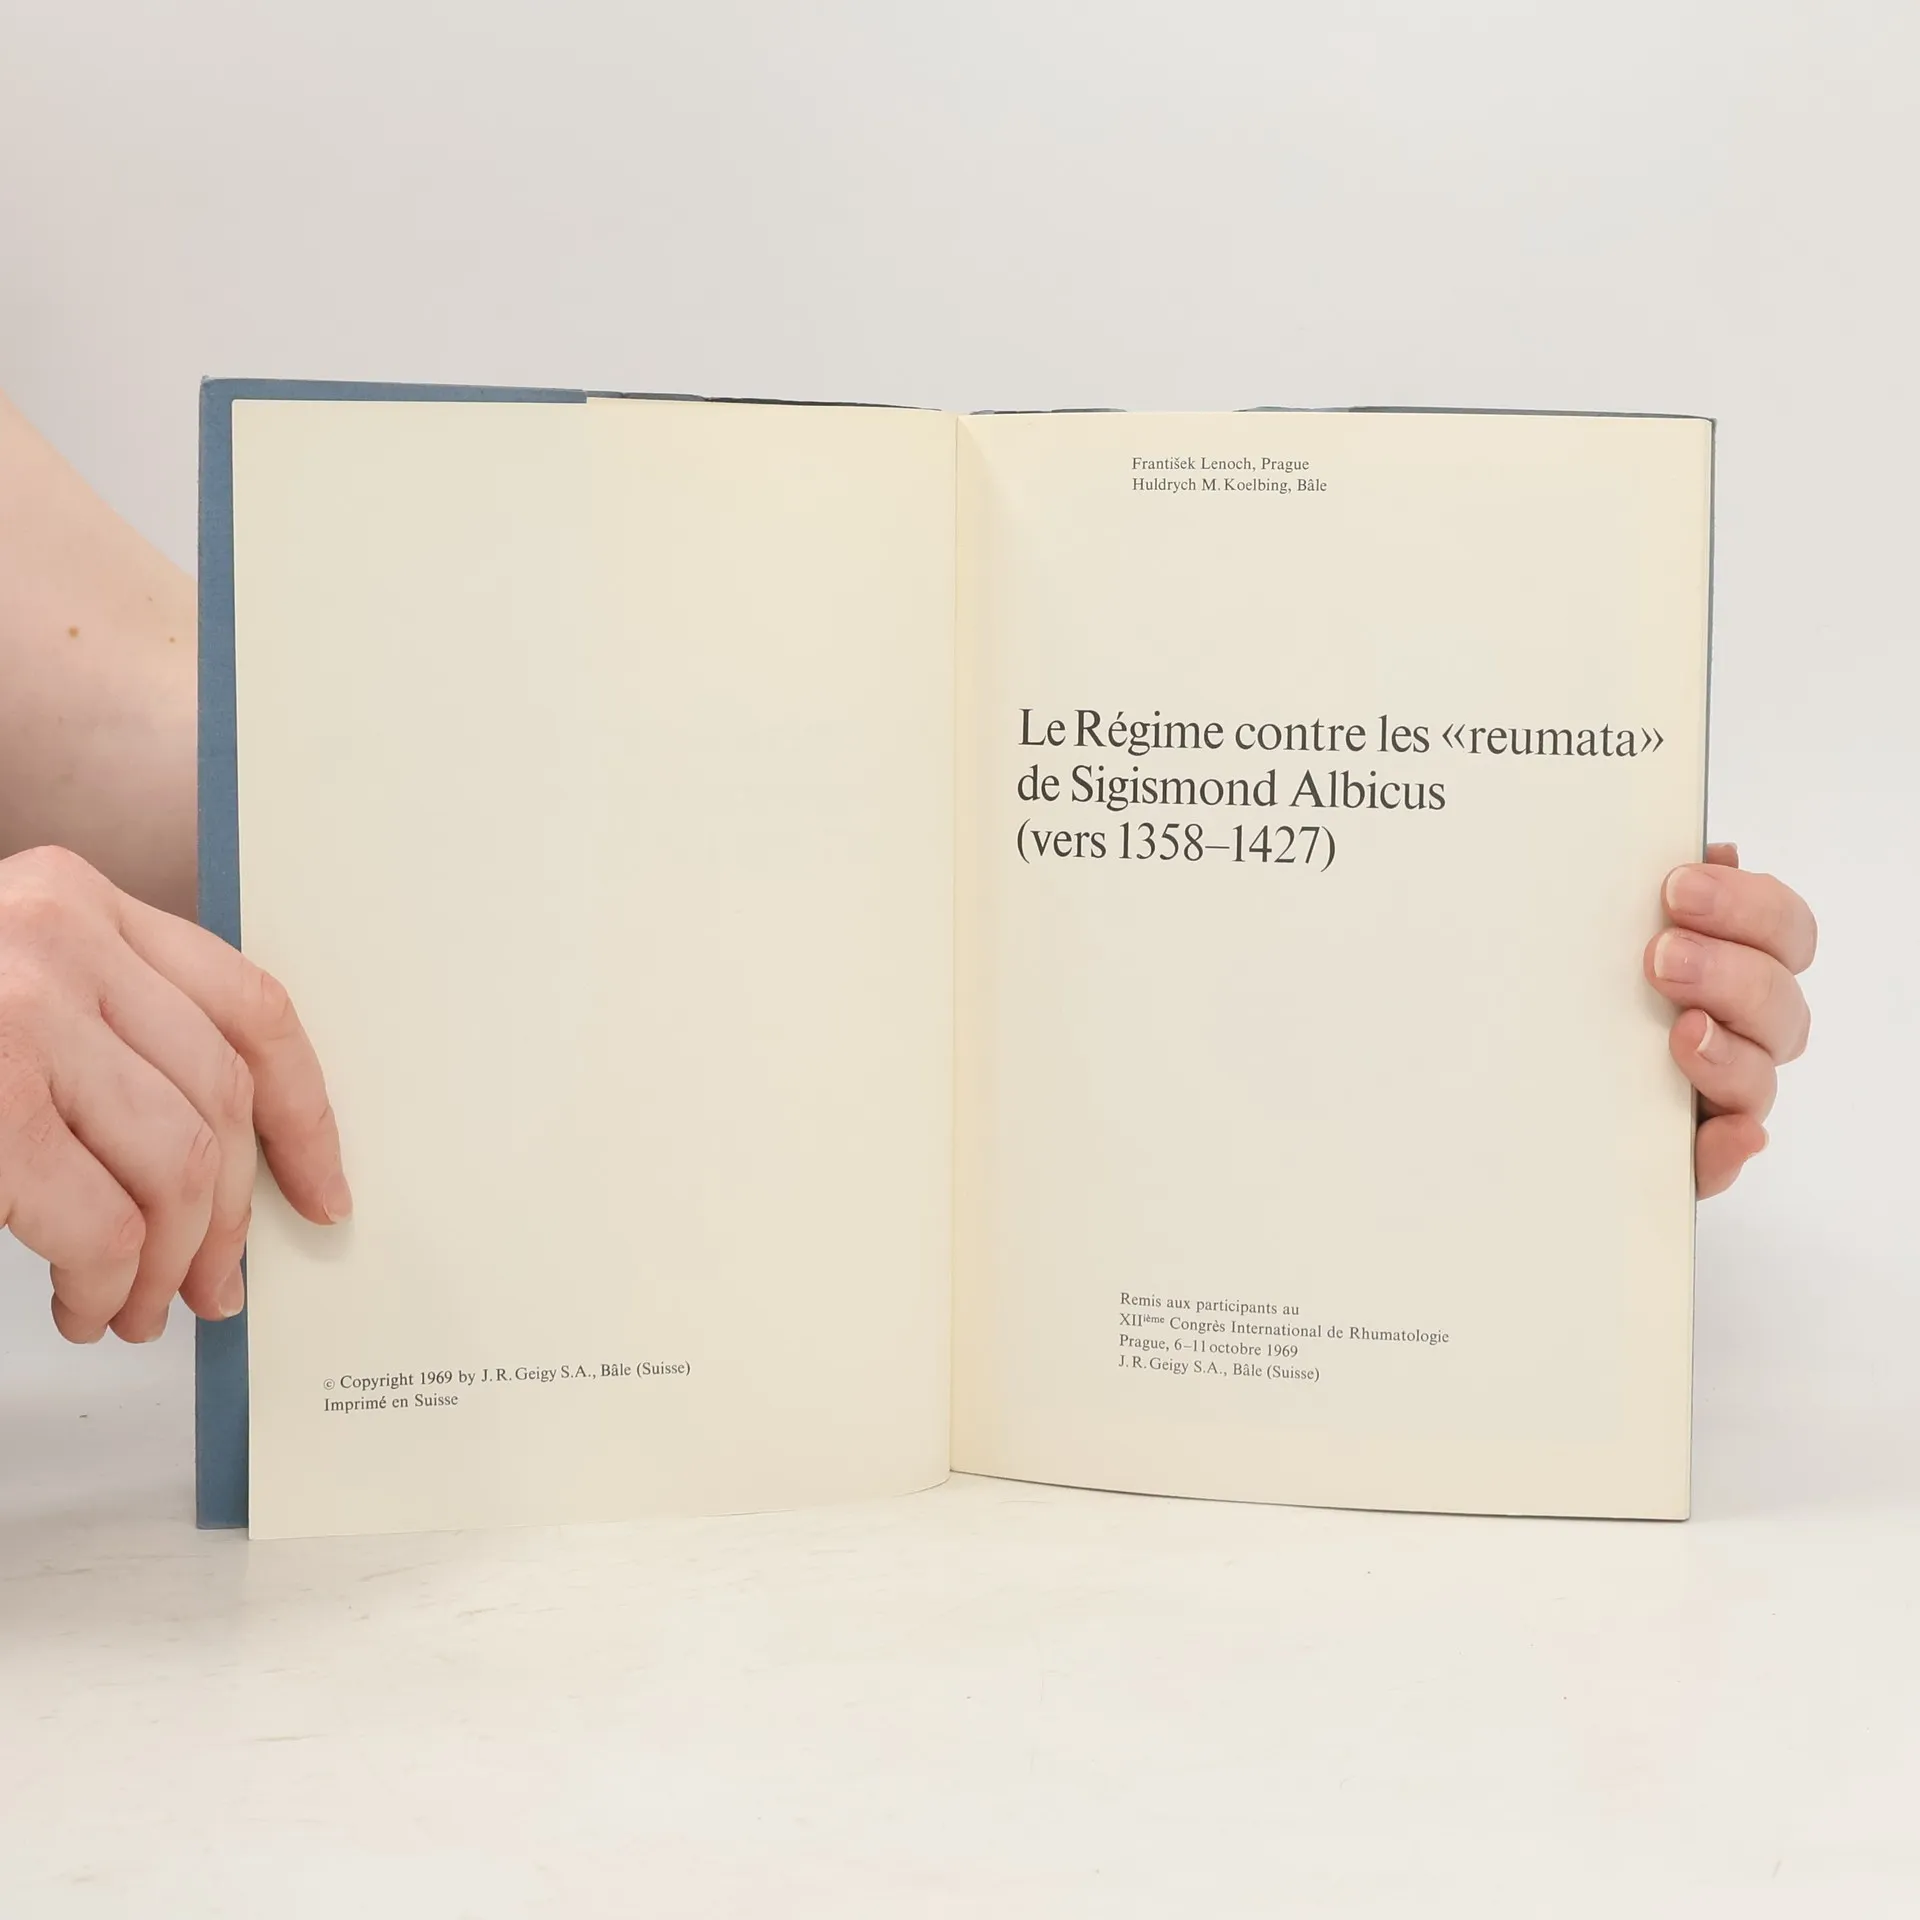 © Copyright 1969 by J. R. Geigy S.A., Bâle (Suisse)
Imprimé en Suisse
František Lenoch, Prague
Huldrych M. Koelbing, Bâle
Le Régime contre les «reumata»
de Sigismond Albicus
(vers 1358–1427)
Remis aux participants au
XIIième Congrès International de Rhumatologie
Prague, 6–11 octobre 1969
J. R. Geigy S.A., Bâle (Suisse)